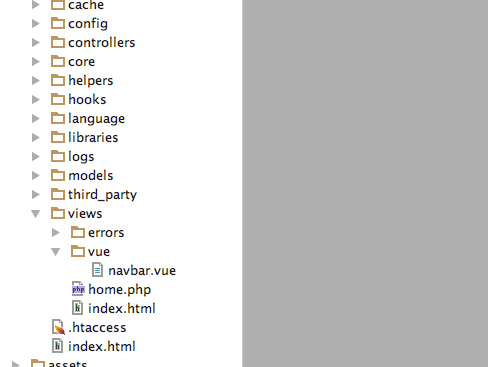 cache
config
controllers
core
helpers
hooks
language
libraries
logs
models
third_party
views
errors
vue
navbar.vue
home.php
index.html
.htaccess
index.html
assets